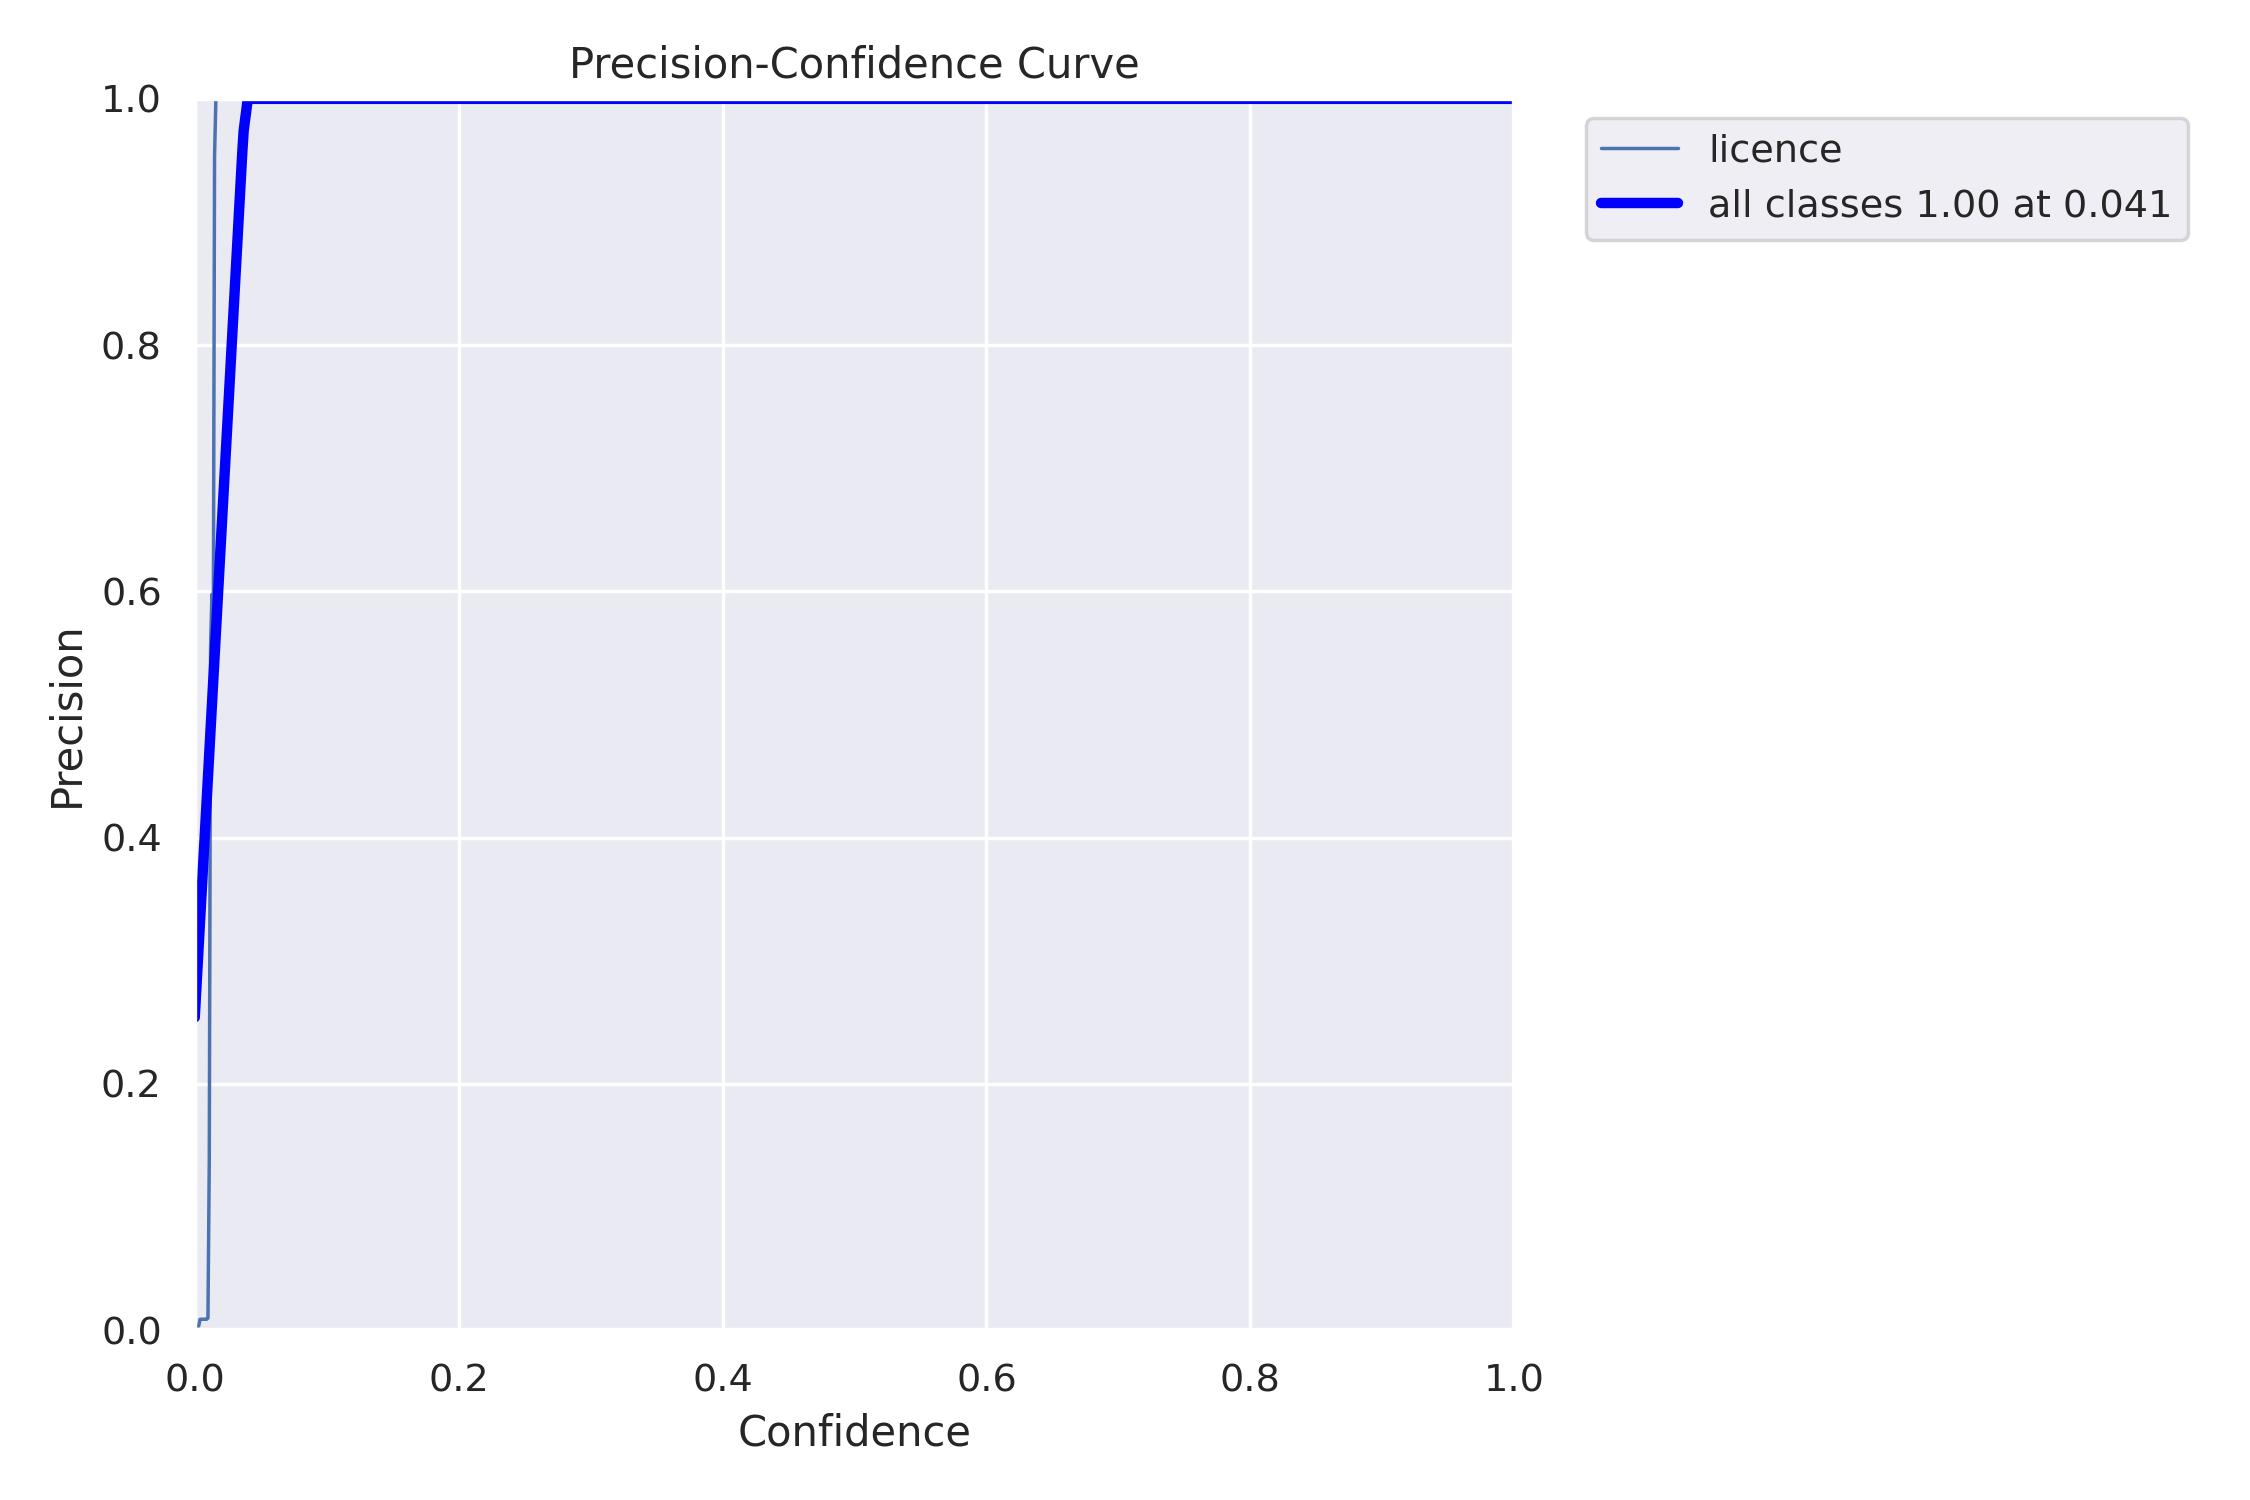 Precision-Confidence Curve
licence
all classes 1.00 at 0.041
Precision
1.0
0.8
0.6
0.4
0.2
0.0
0.0 0.2 0.4 0.6 0.8 1.0
Confidence